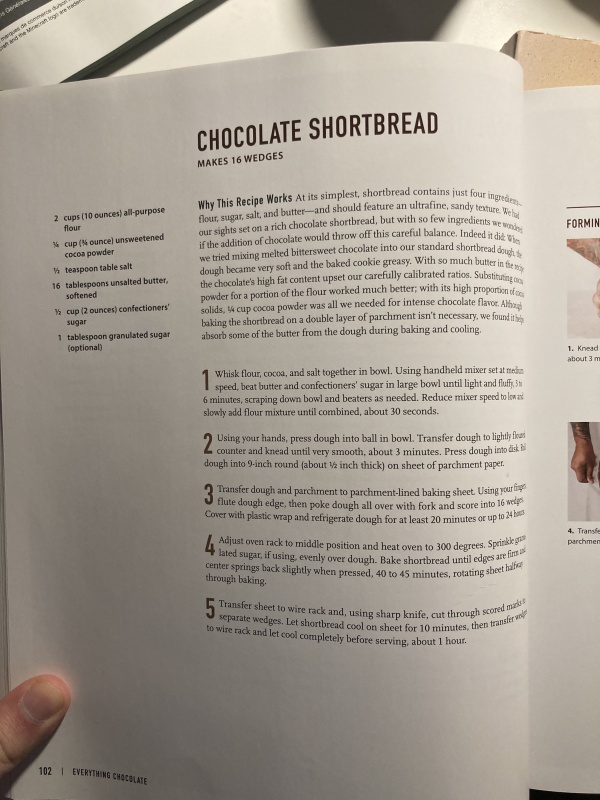 marques de commerce
craft and the Minecraft logo are
CHOCOLATE SHORTBREAD
MAKES 16 WEDGES
2 cups (10 ounces) all-purpose
flour
¼ cup (¾ ounce) unsweetened
cocoa powder
½ teaspoon table salt
16 tablespoons unsalted butter,
softened
½ cup (2 ounces) confectioners'
sugar
1 tablespoon granulated sugar
(optional)
Why This Recipe Works At its simplest, shortbread contains just four ingredients—
flour, sugar, salt, and butter—and should feature an ultrafine, sandy texture. We had
our sights set on a rich chocolate shortbread, but with so few ingredients we wondered
if the addition of chocolate would throw off this careful balance. Indeed it did: When
we tried mixing melted bittersweet chocolate into our standard shortbread dough, the
dough became very soft and the baked cookie greasy. With so much butter in the recipe
the chocolate's high fat content upset our carefully calibrated ratios. Substituting cocoa
powder for a portion of the flour worked much better; with its high proportion of cocoa
solids, ¼ cup cocoa powder was all we needed for intense chocolate flavor. Although
baking the shortbread on a double layer of parchment isn't necessary, we found it helps
absorb some of the butter from the dough during baking and cooling.
1 Whisk flour, cocoa, and salt together in bowl. Using handheld mixer set at medium
speed, beat butter and confectioners' sugar in large bowl until light and fluffy, 3 to
6 minutes, scraping down bowl and beaters as needed. Reduce mixer speed to low and
slowly add flour mixture until combined, about 30 seconds.
2 Using your hands, press dough into ball in bowl. Transfer dough to lightly floured
counter and knead until very smooth, about 3 minutes. Press dough into disk. Roll
dough into 9-inch round (about ½ inch thick) on sheet of parchment paper.
3 Transfer dough and parchment to parchment-lined baking sheet. Using your fingers,
flute dough edge, then poke dough all over with fork and score into 16 wedges.
Cover with plastic wrap and refrigerate dough for at least 20 minutes or up to 24 hours.
4 Adjust oven rack to middle position and heat oven to 300 degrees. Sprinkle granu-
lated sugar, if using, evenly over dough. Bake shortbread until edges are firm and
center springs back slightly when pressed, 40 to 45 minutes, rotating sheet halfway
through baking.
5 Transfer sheet to wire rack and, using sharp knife, cut through scored marks to
separate wedges. Let shortbread cool on sheet for 10 minutes, then transfer wedges
to wire rack and let cool completely before serving, about 1 hour.
102 | EVERYTHING CHOCOLATE
FORMIN
1. Knead
about 3 m
4. Transfe
parchmen